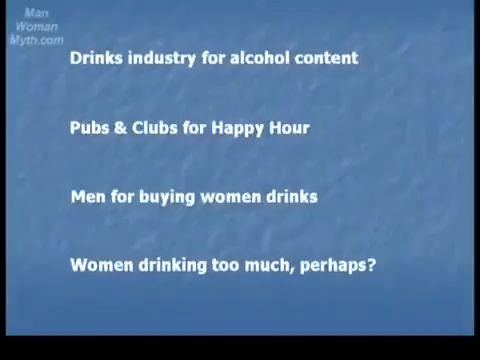 Man
Woman
Myth.com
Drinks industry for alcohol content
Pubs & Clubs for Happy Hour
Men for buying women drinks
Women drinking too much, perhaps?